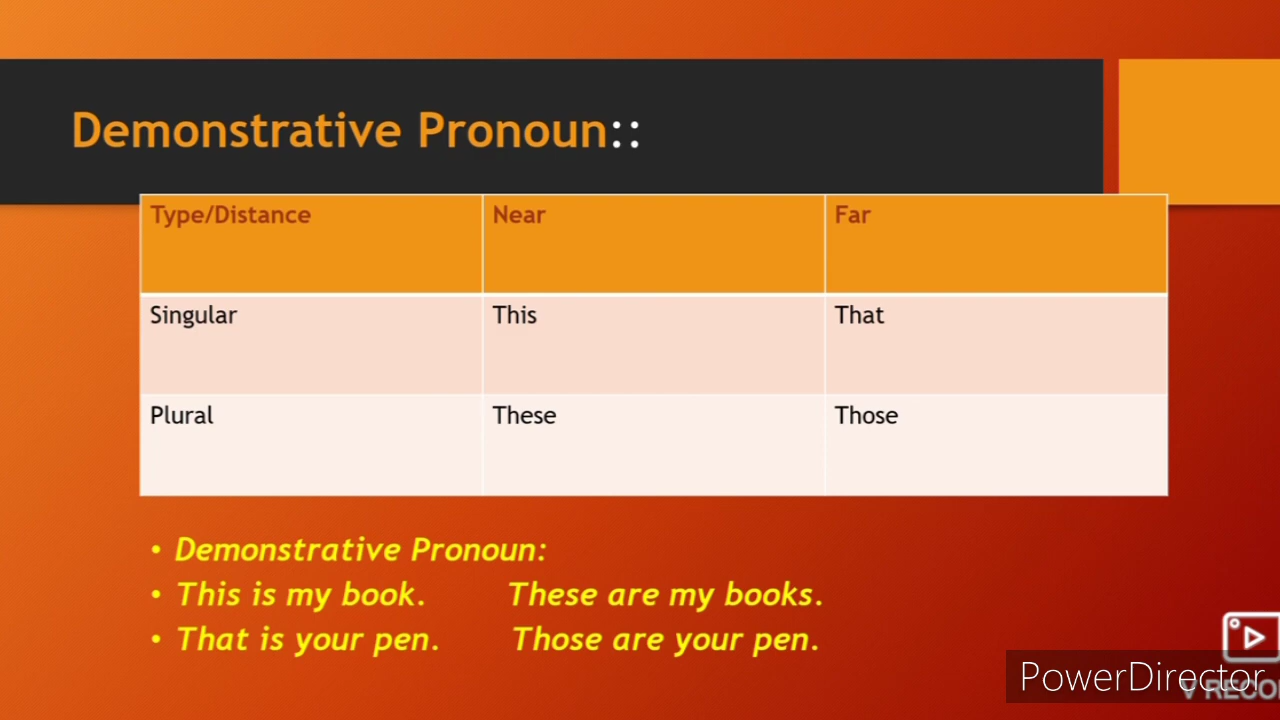 Demonstrative Pronoun::
Type/Distance Near Far
Singular This That
Plural These Those
• Demonstrative Pronoun:
• This is my book. These are my books.
• That is your pen. Those are your pen.
PowerDirector
V RECO